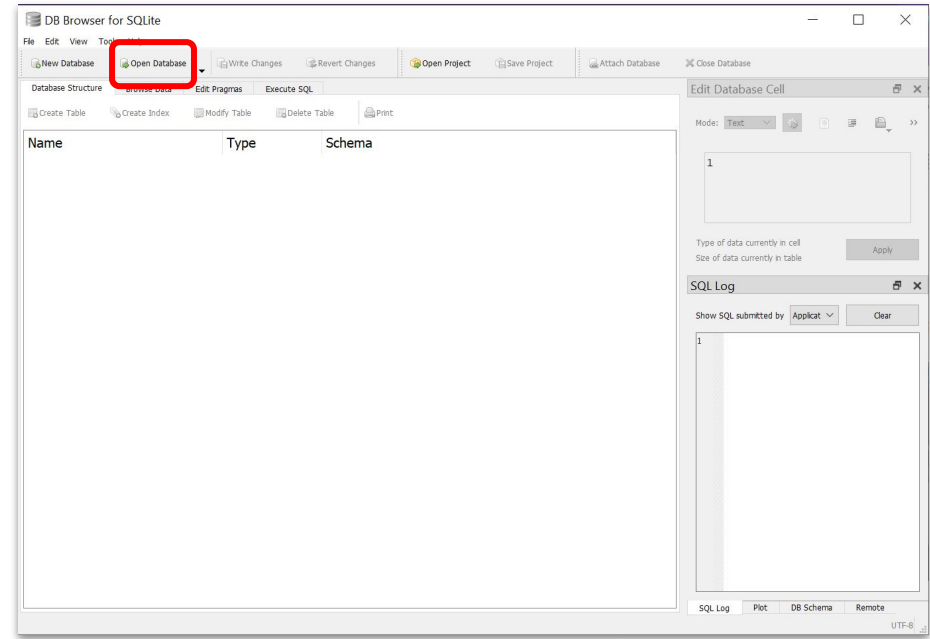 DB Browser for SQLite
File Edit View Tools Help
New Database Open Database Write Changes Revert Changes Open Project Save Project Attach Database Close Database
Database Structure Browse Data Edit Pragmas Execute SQL
Create Table Create Index Modify Table Delete Table Print
Name Type Schema
Edit Database Cell
Mode: Text
1
Type of data currently in cell
Size of data currently in table
Apply
SQL Log
Show SQL submitted by Applicat Clear
1
SQL Log Plot DB Schema Remote
UTF-8